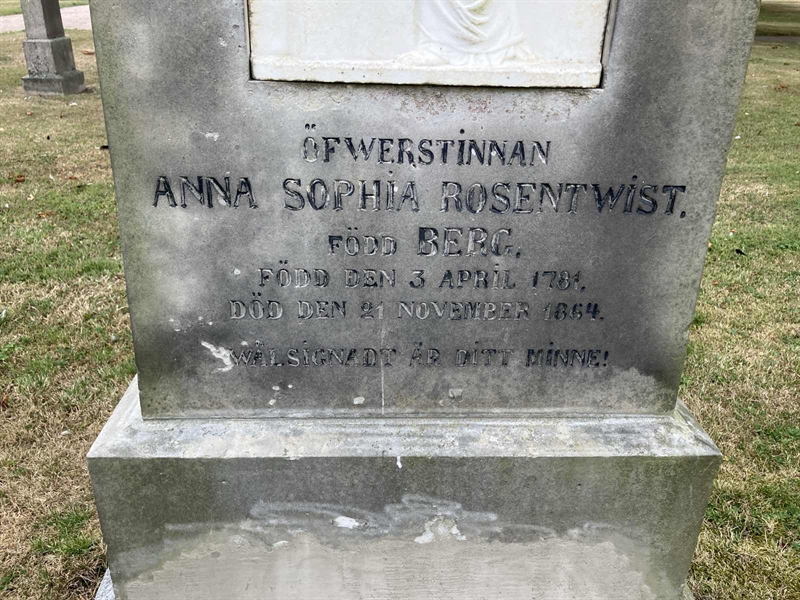 ÖFWERSTINNAN
ANNA SOPHIA ROSENTWIST.
FÖDD BERG.
FÖDD DEN 3 APRIL 1781.
DÖD DEN 21 NOVEMBER 1864.
WÄLSIGNADT ÄR DITT MINNE!